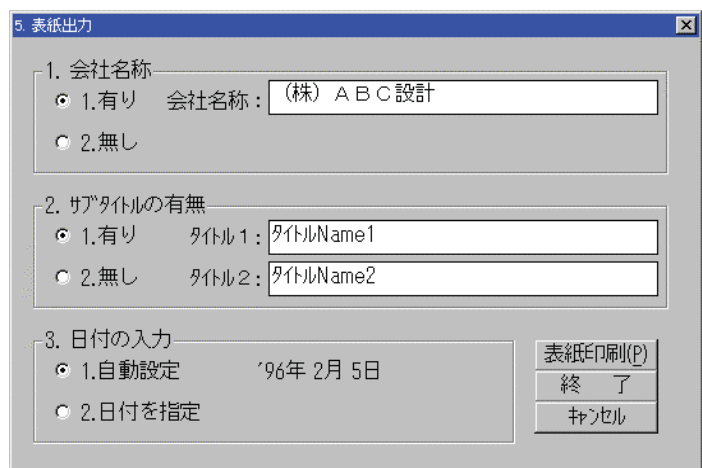 5. 表紙出力
1. 会社名称
1.有り 会社名称： （株）ＡＢＣ設計
2.無し
2. ｻﾌﾞﾀｲﾄﾙの有無
1.有り ﾀｲﾄﾙ１： ﾀｲﾄﾙName1
2.無し ﾀｲﾄﾙ２： ﾀｲﾄﾙName2
3. 日付の入力
1.自動設定 ´96年 2月 5日
2.日付を指定
表紙印刷(P)
終　了
ｷｬﾝｾﾙ